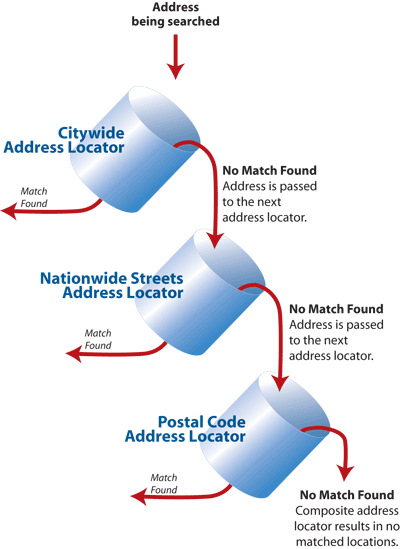 Address
being searched
Citywide
Address Locator
Match
Found
No Match Found
Address is passed
to the next
address locator.
Nationwide Streets
Address Locator
Match
Found
No Match Found
Address is passed
to the next
address locator.
Postal Code
Address Locator
Match
Found
No Match Found
Composite address
locator results in no
matched locations.